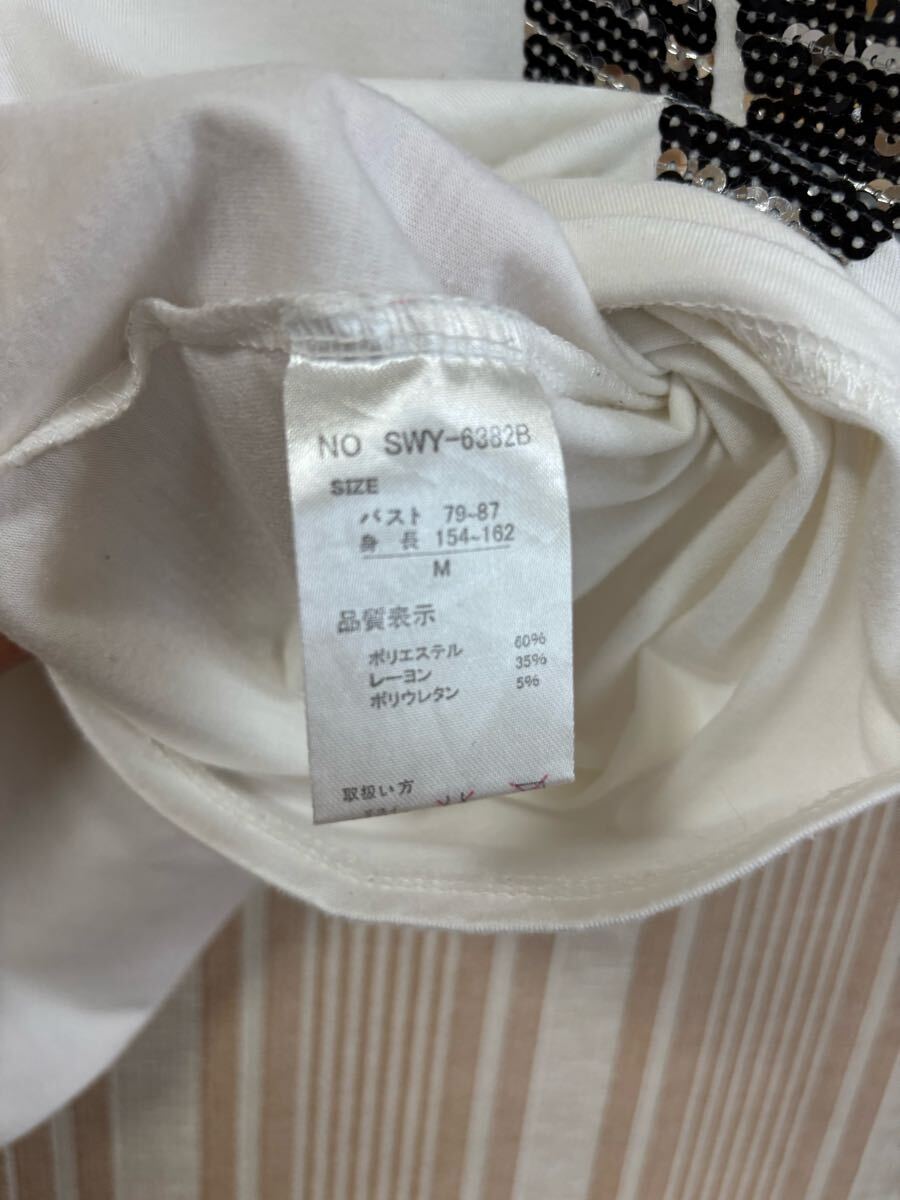 NO SWY-6382B
SIZE
バスト 79~87
身 長 154~162
M
品質表示
ポリエステル 60%
レーヨン 35%
ポリウレタン 5%
取扱い方